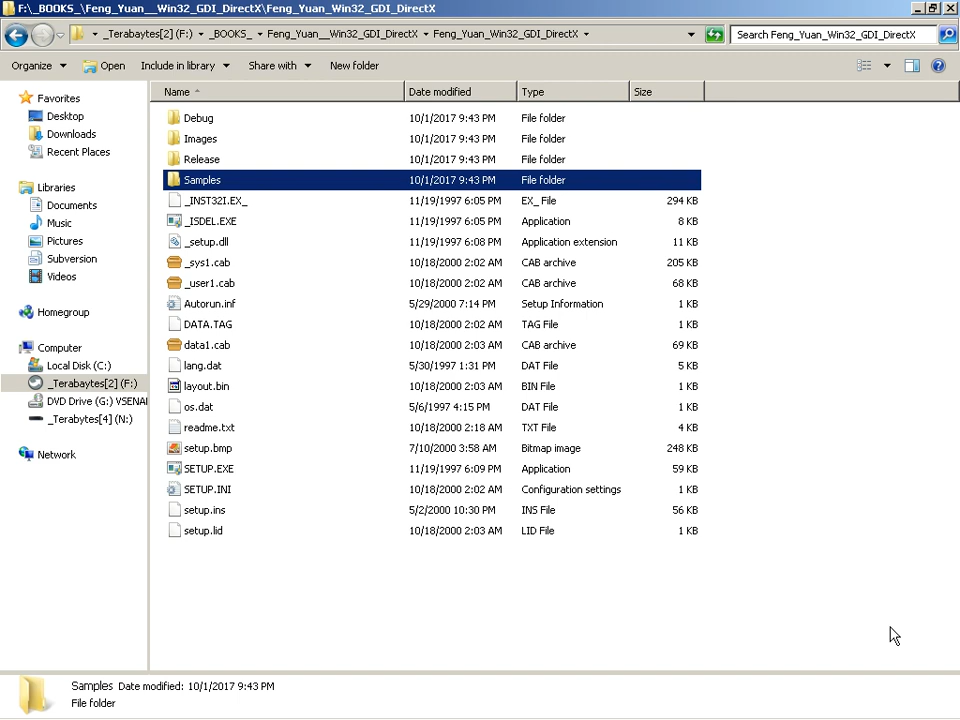 F:\_BOOKS_\Feng_Yuan__Win32_GDI_DirectX\Feng_Yuan_Win32_GDI_DirectX
_Terabaytes[2] (F:) _BOOKS_ Feng_Yuan__Win32_GDI_DirectX Feng_Yuan_Win32_GDI_DirectX Search Feng_Yuan_Win32_GDI_DirectX
Organize Open Include in library Share with New folder
Favorites
Desktop
Downloads
Recent Places
Libraries
Documents
Music
Pictures
Subversion
Videos
Homegroup
Computer
Local Disk (C:)
_Terabaytes[2] (F:)
DVD Drive (G:) VSENAI
_Terabytes[4] (N:)
Network
Name Date modified Type Size
Debug 10/1/2017 9:43 PM File folder
Images 10/1/2017 9:43 PM File folder
Release 10/1/2017 9:43 PM File folder
Samples 10/1/2017 9:43 PM File folder
_INST32I.EX_ 11/19/1997 6:05 PM EX_ File 294 KB
_ISDEL.EXE 11/19/1997 6:05 PM Application 8 KB
_setup.dll 11/19/1997 6:08 PM Application extension 11 KB
_sys1.cab 10/18/2000 2:02 AM CAB archive 205 KB
_user1.cab 10/18/2000 2:02 AM CAB archive 68 KB
Autorun.inf 5/29/2000 7:14 PM Setup Information 1 KB
DATA.TAG 10/18/2000 2:02 AM TAG File 1 KB
data1.cab 10/18/2000 2:03 AM CAB archive 69 KB
lang.dat 5/30/1997 1:31 PM DAT File 5 KB
layout.bin 10/18/2000 2:03 AM BIN File 1 KB
os.dat 5/6/1997 4:15 PM DAT File 1 KB
readme.txt 10/18/2000 2:18 AM TXT File 4 KB
setup.bmp 7/10/2000 3:58 AM Bitmap image 248 KB
SETUP.EXE 11/19/1997 6:09 PM Application 59 KB
SETUP.INI 10/18/2000 2:02 AM Configuration settings 1 KB
setup.ins 5/2/2000 10:30 PM INS File 56 KB
setup.lid 10/18/2000 2:03 AM LID File 1 KB
Samples Date modified: 10/1/2017 9:43 PM
File folder